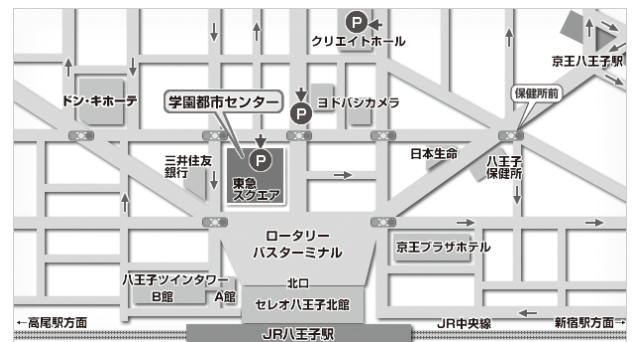 P
クリエイトホール
京王八王子駅
ドン・キホーテ
学園都市センター
P
ヨドバシカメラ
保健所前
三井住友
銀行
P
東急
スクエア
日本生命
八王子
保健所
ロータリー
バスターミナル
京王プラザホテル
北口
八王子ツインタワー
B館
A館
セレオ八王子北館
←高尾駅方面
JR八王子駅
JR中央線
新宿駅方面→